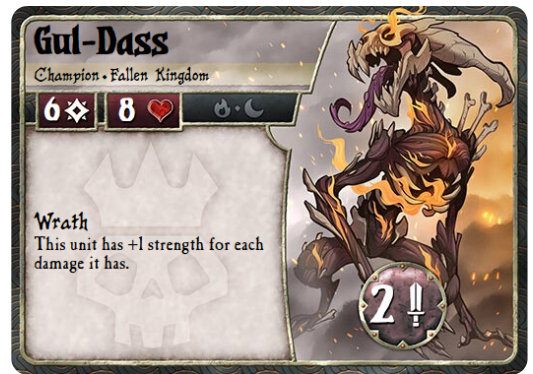 Gul-Dass
Champion • Fallen Kingdom
6 8
Wrath
This unit has +1 strength for each
damage it has.
2